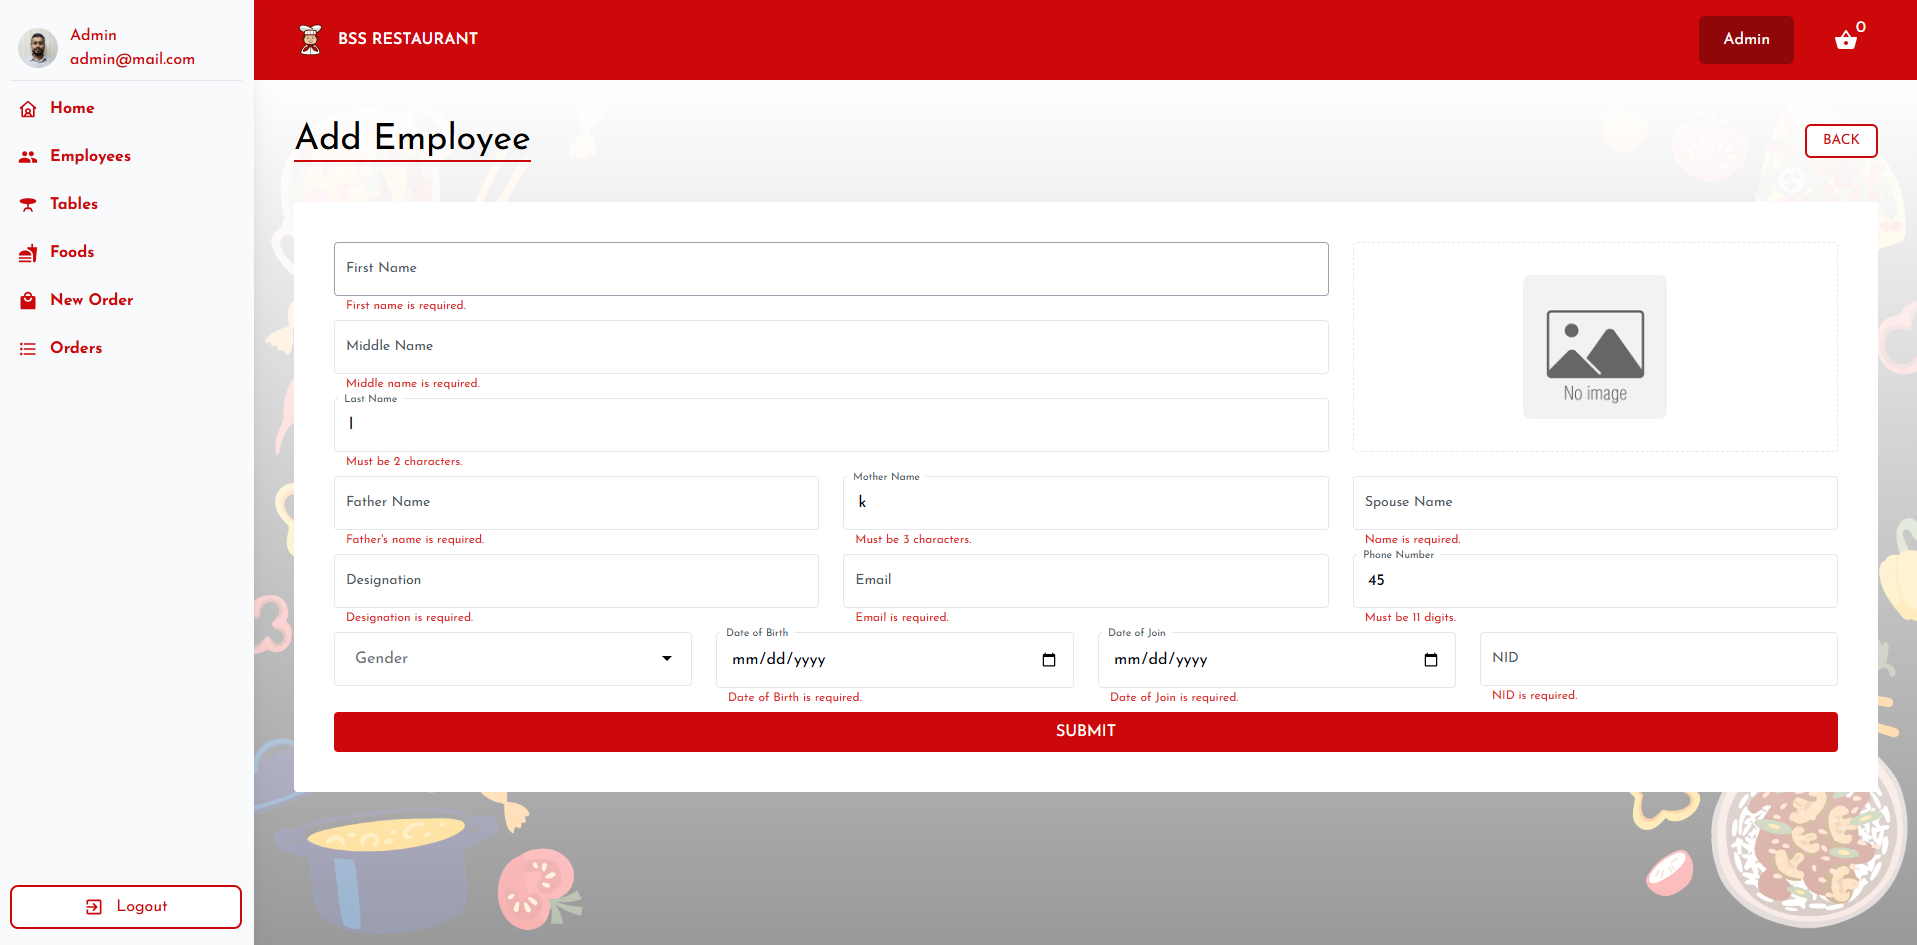 Admin
admin@mail.com
Home
Employees
Tables
Foods
New Order
Orders
Logout
BSS RESTAURANT
Admin
0
Add Employee
BACK
First Name
First name is required.
Middle Name
Middle name is required.
Last Name
l
Must be 2 characters.
No image
Father Name
Father's name is required.
Mother Name
k
Must be 3 characters.
Spouse Name
Name is required.
Designation
Designation is required.
Email
Email is required.
Phone Number
45
Must be 11 digits.
Gender
Date of Birth
mm/dd/yyyy
Date of Birth is required.
Date of Join
mm/dd/yyyy
Date of Join is required.
NID
NID is required.
SUBMIT